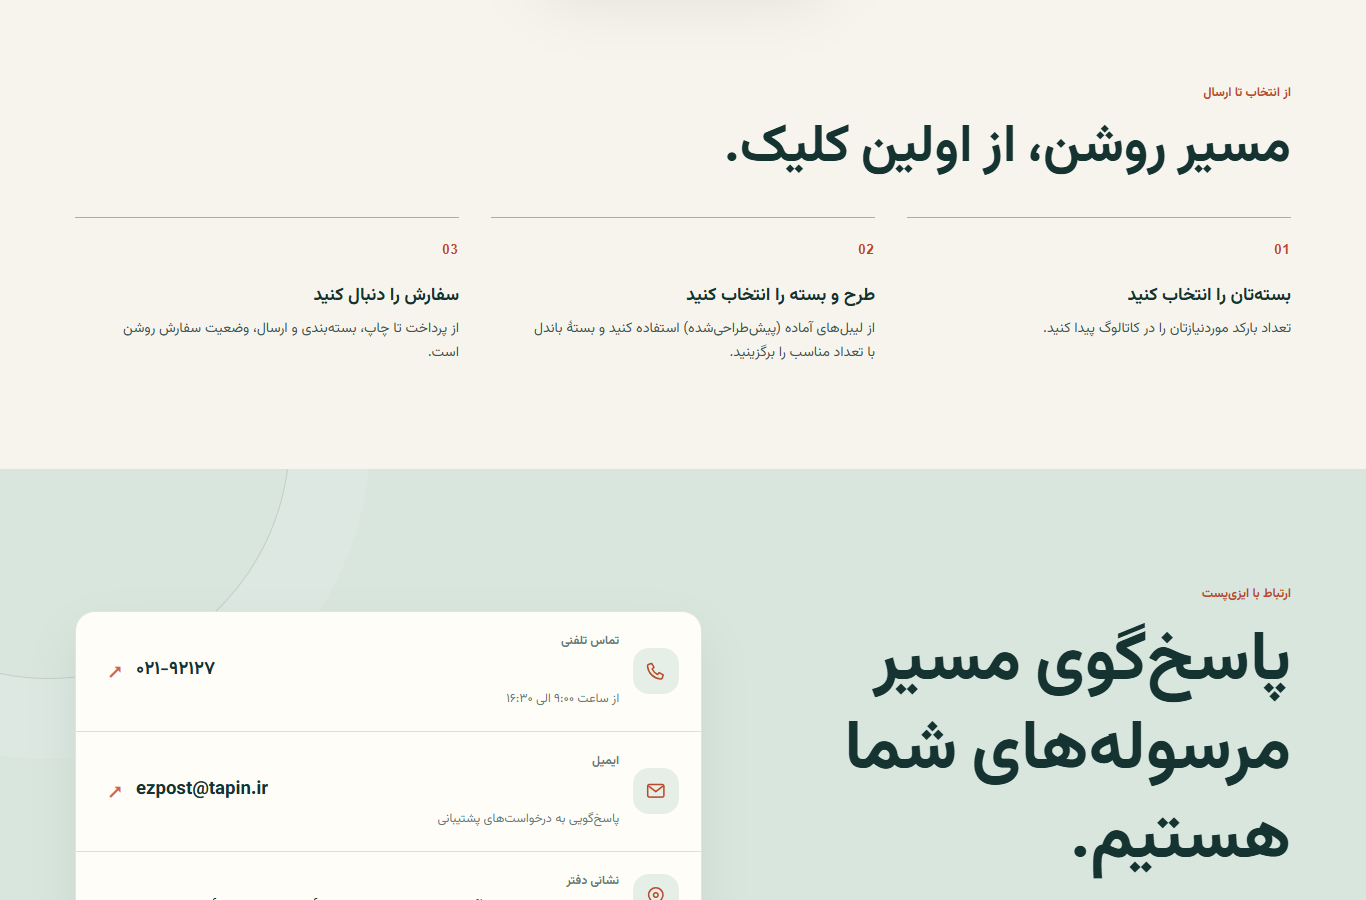 از انتخاب تا ارسال
مسیر روشن، از اولین کلیک.
01
بسته‌تان را انتخاب کنید
تعداد بارکد موردنیازتان را در کاتالوگ پیدا کنید.
02
طرح و بسته را انتخاب کنید
از لیبل‌های آماده (پیش‌طراحی‌شده) استفاده کنید و بستهٔ باندل
با تعداد مناسب را برگزینید.
03
سفارش را دنبال کنید
از پرداخت تا چاپ، بسته‌بندی و ارسال، وضعیت سفارش روشن
است.
ارتباط با ایزی‌پست
پاسخ‌گوی مسیر
مرسوله‌های شما
هستیم.
تماس تلفنی
۰۲۱-۹۲۱۲۷
از ساعت ۹:۰۰ الی ۱۶:۳۰
ایمیل
ezpost@tapin.ir
پاسخ‌گویی به درخواست‌های پشتیبانی
نشانی دفتر